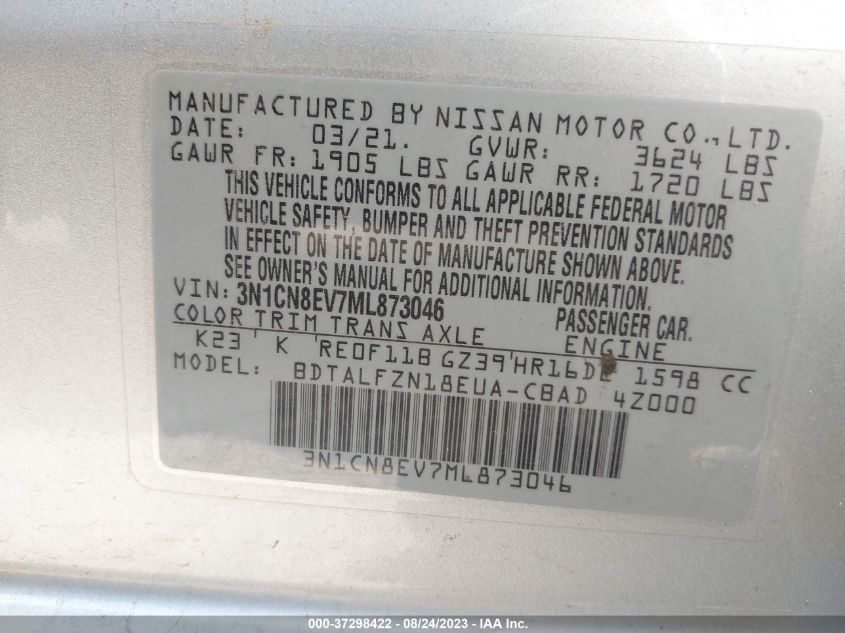 MANUFACTURED BY NISSAN MOTOR CO., LTD.
DATE: 03/21. GVWR: 3624 LBS
GAWR FR: 1905 LBS GAWR RR: 1720 LBS
THIS VEHICLE CONFORMS TO ALL APPLICABLE FEDERAL MOTOR
VEHICLE SAFETY, BUMPER AND THEFT PREVENTION STANDARDS
IN EFFECT ON THE DATE OF MANUFACTURE SHOWN ABOVE.
SEE OWNER'S MANUAL FOR ADDITIONAL INFORMATION.
VIN: 3N1CN8EV7ML873046 PASSENGER CAR.
COLOR TRIM TRANS AXLE ENGINE
K23 K RE0F11B GZ39 HR16DE 1598 CC
MODEL: BDTALFZN18EUA-CBAD 4Z000
3N1CN8EV7ML873046
100% - 37298422 - 08/24/2023 - IAAI.COM